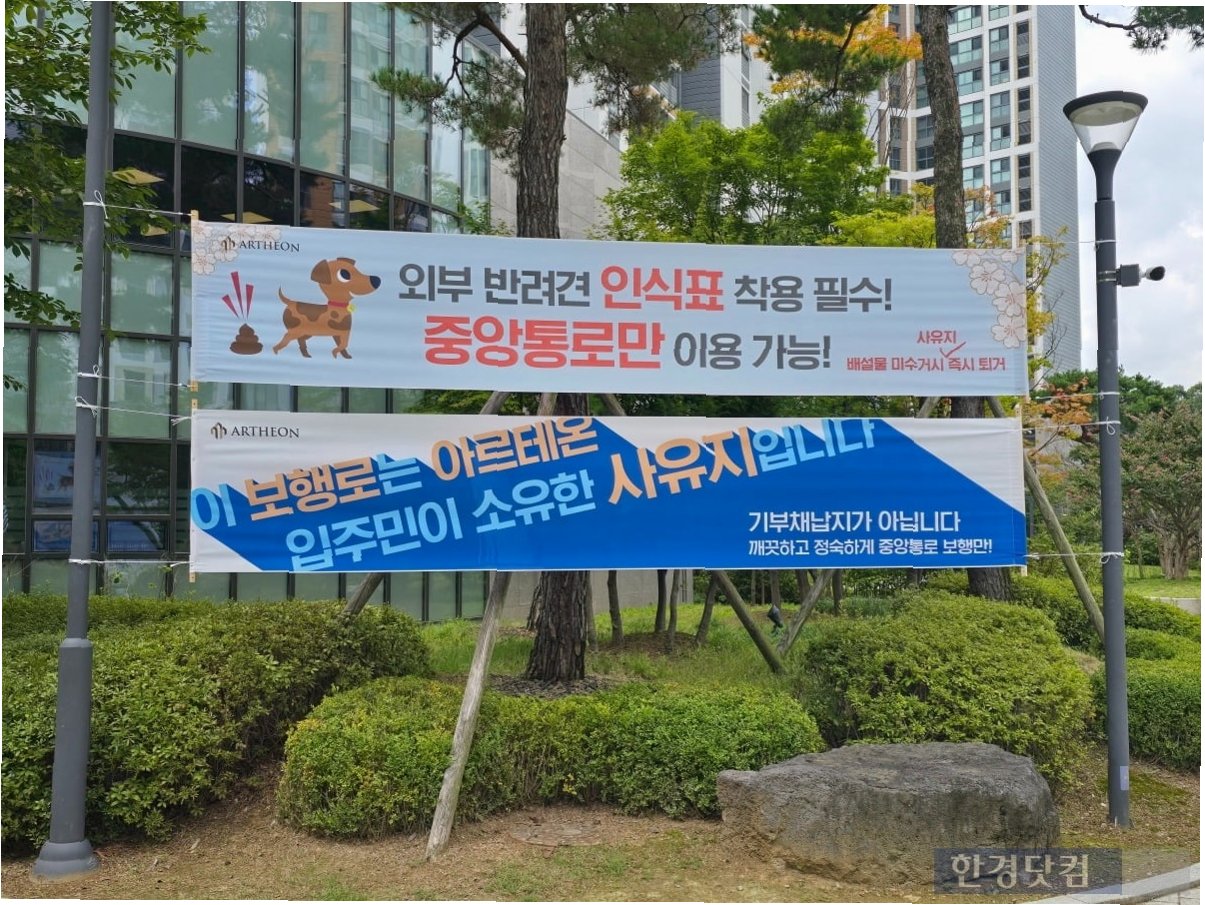 ARTHEON
외부 반려견 인식표 착용 필수!
중앙통로만 이용 가능!
사유지
배설물 미수거시 즉시 퇴거
ARTHEON
이 보행로는 아르테온
입주민이 소유한 사유지입니다
기부채납지가 아닙니다
깨끗하고 정숙하게 중앙통로 보행만!
한경닷컴